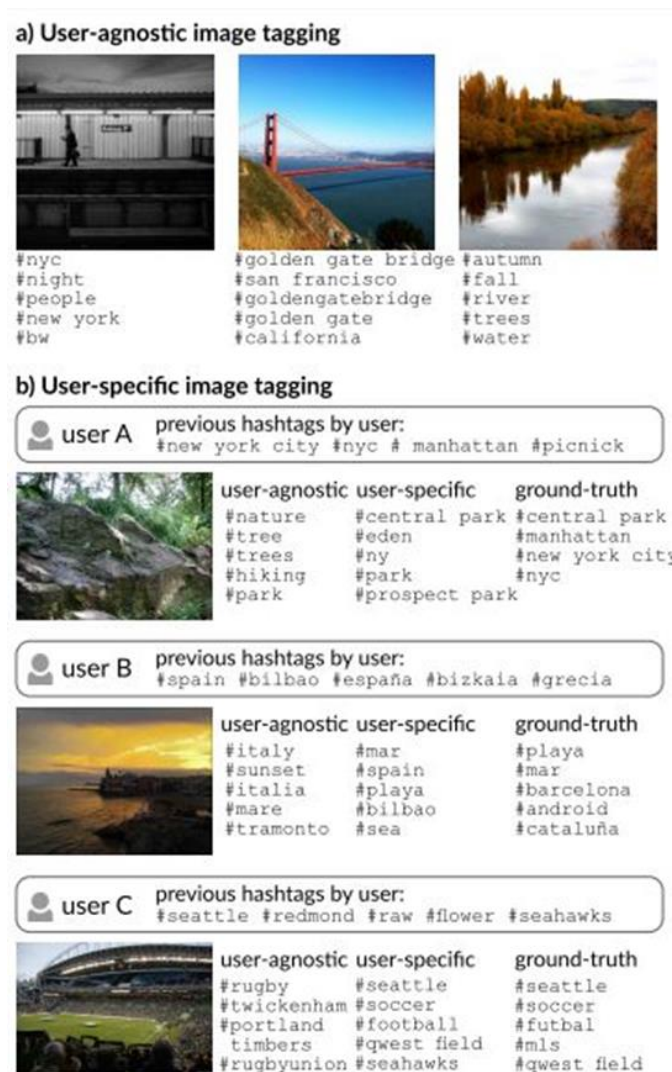 a) User-agnostic image tagging
#nyc
#night
#people
#new york
#bw
#golden gate bridge
#san francisco
#goldengatebridge
#golden gate
#california
#autumn
#fall
#river
#trees
#water
b) User-specific image tagging
user A
previous hashtags by user:
#new york city #nyc # manhattan #picnick
user-agnostic
#nature
#tree
#trees
#hiking
#park
user-specific
#central park
#eden
#ny
#park
#prospect park
ground-truth
#central park
#manhattan
#new york city
#nyc
user B
previous hashtags by user:
#spain #bilbao #españa #bizkaia #grecia
user-agnostic
#italy
#sunset
#italia
#mare
#tramonto
user-specific
#mar
#spain
#playa
#bilbao
#sea
ground-truth
#playa
#mar
#barcelona
#android
#cataluña
user C
previous hashtags by user:
#seattle #redmond #raw #flower #seahawks
user-agnostic
#rugby
#twickenham
#portland
timbers
#rugbyunion
user-specific
#seattle
#soccer
#football
#qwest field
#seahawks
ground-truth
#seattle
#soccer
#futbal
#mls
#qwest field